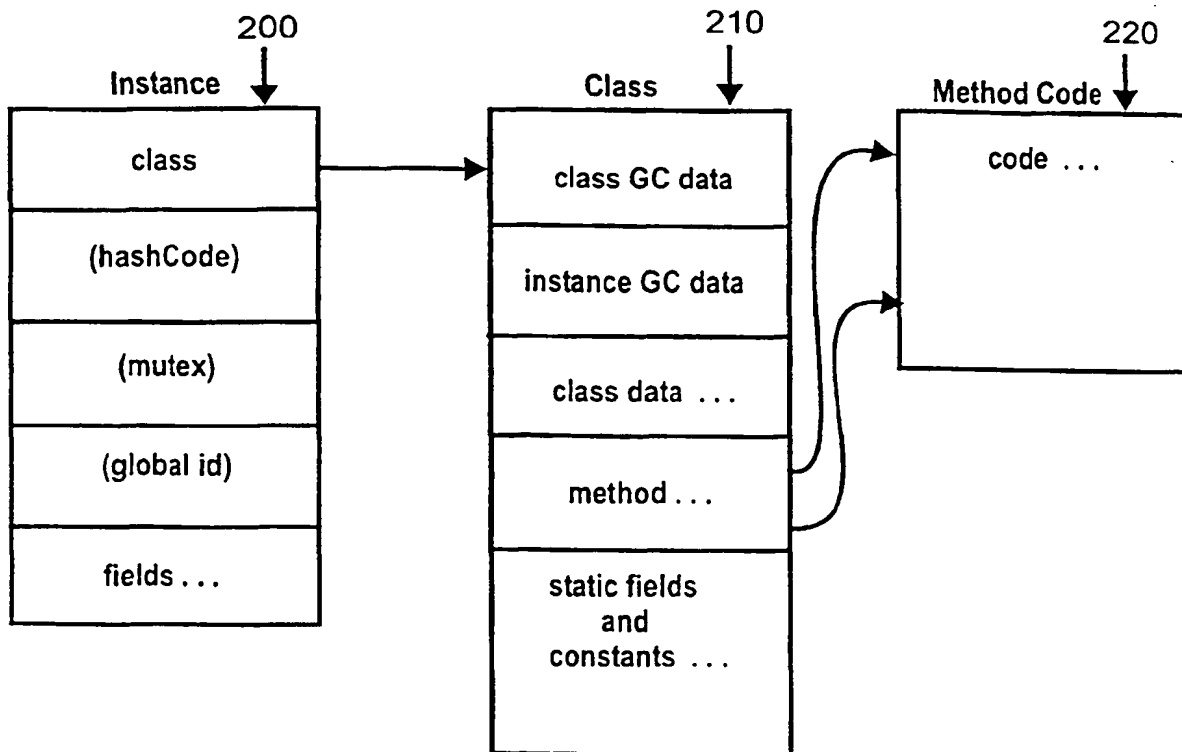 200
210
220
Instance
Class
Method Code
class
(hashCode)
(mutex)
(global id)
fields ...
class GC data
instance GC data
class data ...
method ...
static fields
and
constants ...
code ...